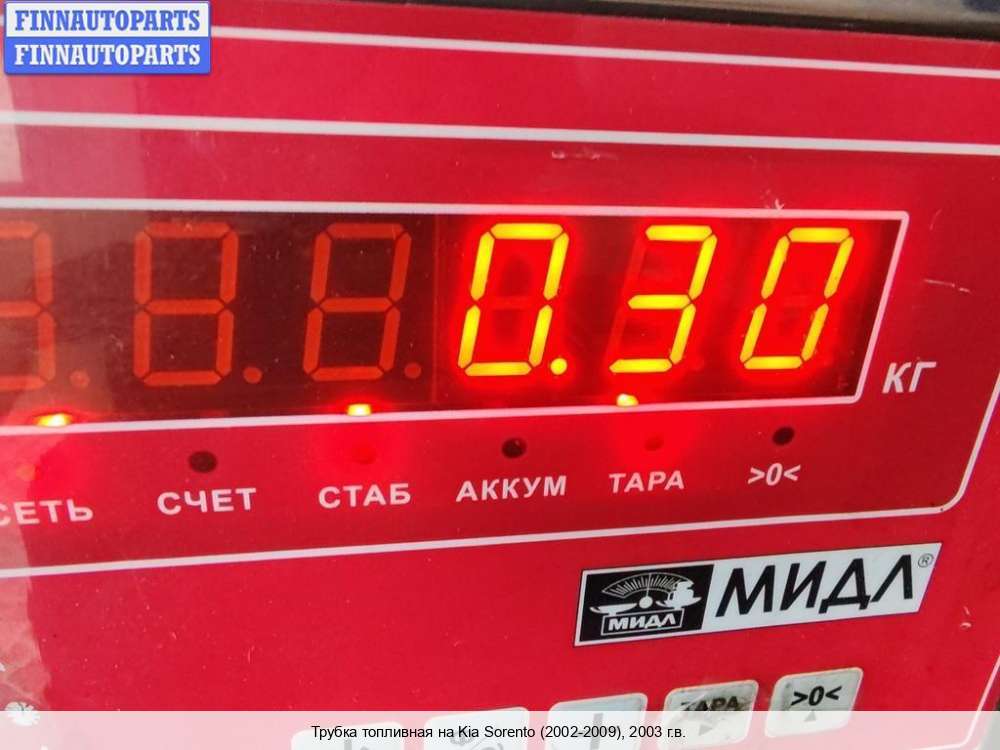 FINNAUTOPARTS
FINNAUTOPARTS
0.30
КГ
СЕТЬ СЧЕТ СТАБ АККУМ ТАРА >0<
МИДЛ МИДЛ®
ТАРА >0<
Трубка топливная на Kia Sorento (2002-2009), 2003 г.в.